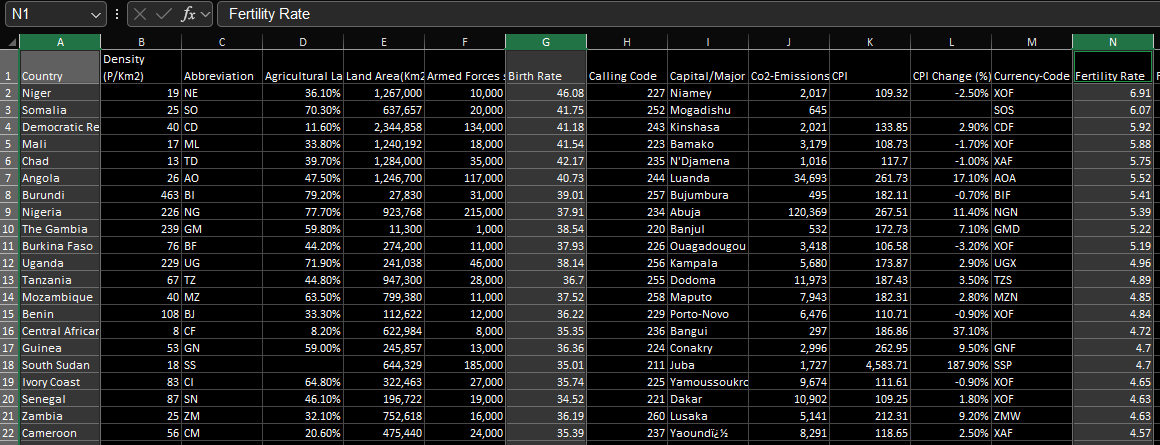 N1 fx Fertility Rate
A B C D E F G H I J K L M N
Density
1 Country (P/Km2) Abbreviation Agricultural La Land Area(Km2 Armed Forces s Birth Rate Calling Code Capital/Major Co2-Emissions CPI CPI Change (%) Currency-Code Fertility Rate
2 Niger 19 NE 36.10% 1,267,000 10,000 46.08 227 Niamey 2,017 109.32 -2.50% XOF 6.91
3 Somalia 25 SO 70.30% 637,657 20,000 41.75 252 Mogadishu 645 SOS 6.07
4 Democratic Re 40 CD 11.60% 2,344,858 134,000 41.18 243 Kinshasa 2,021 133.85 2.90% CDF 5.92
5 Mali 17 ML 33.80% 1,240,192 18,000 41.54 223 Bamako 3,179 108.73 -1.70% XOF 5.88
6 Chad 13 TD 39.70% 1,284,000 35,000 42.17 235 N'Djamena 1,016 117.7 -1.00% XAF 5.75
7 Angola 26 AO 47.50% 1,246,700 117,000 40.73 244 Luanda 34,693 261.73 17.10% AOA 5.52
8 Burundi 463 BI 79.20% 27,830 31,000 39.01 257 Bujumbura 495 182.11 -0.70% BIF 5.41
9 Nigeria 226 NG 77.70% 923,768 215,000 37.91 234 Abuja 120,369 267.51 11.40% NGN 5.39
10 The Gambia 239 GM 59.80% 11,300 1,000 38.54 220 Banjul 532 172.73 7.10% GMD 5.22
11 Burkina Faso 76 BF 44.20% 274,200 11,000 37.93 226 Ouagadougou 3,418 106.58 -3.20% XOF 5.19
12 Uganda 229 UG 71.90% 241,038 46,000 38.14 256 Kampala 5,680 173.87 2.90% UGX 4.96
13 Tanzania 67 TZ 44.80% 947,300 28,000 36.7 255 Dodoma 11,973 187.43 3.50% TZS 4.89
14 Mozambique 40 MZ 63.50% 799,380 11,000 37.52 258 Maputo 7,943 182.31 2.80% MZN 4.85
15 Benin 108 BJ 33.30% 112,622 12,000 36.22 229 Porto-Novo 6,476 110.71 -0.90% XOF 4.84
16 Central Africar 8 CF 8.20% 622,984 8,000 35.35 236 Bangui 297 186.86 37.10% 4.72
17 Guinea 53 GN 59.00% 245,857 13,000 36.36 224 Conakry 2,996 262.95 9.50% GNF 4.7
18 South Sudan 18 SS 644,329 185,000 35.01 211 Juba 1,727 4,583.71 187.90% SSP 4.7
19 Ivory Coast 83 CI 64.80% 322,463 27,000 35.74 225 Yamoussoukrc 9,674 111.61 -0.90% XOF 4.65
20 Senegal 87 SN 46.10% 196,722 19,000 34.52 221 Dakar 10,902 109.25 1.80% XOF 4.63
21 Zambia 25 ZM 32.10% 752,618 16,000 36.19 260 Lusaka 5,141 212.31 9.20% ZMW 4.63
22 Cameroon 56 CM 20.60% 475,440 24,000 35.39 237 Yaoundï¿½ 8,291 118.65 2.50% XAF 4.57